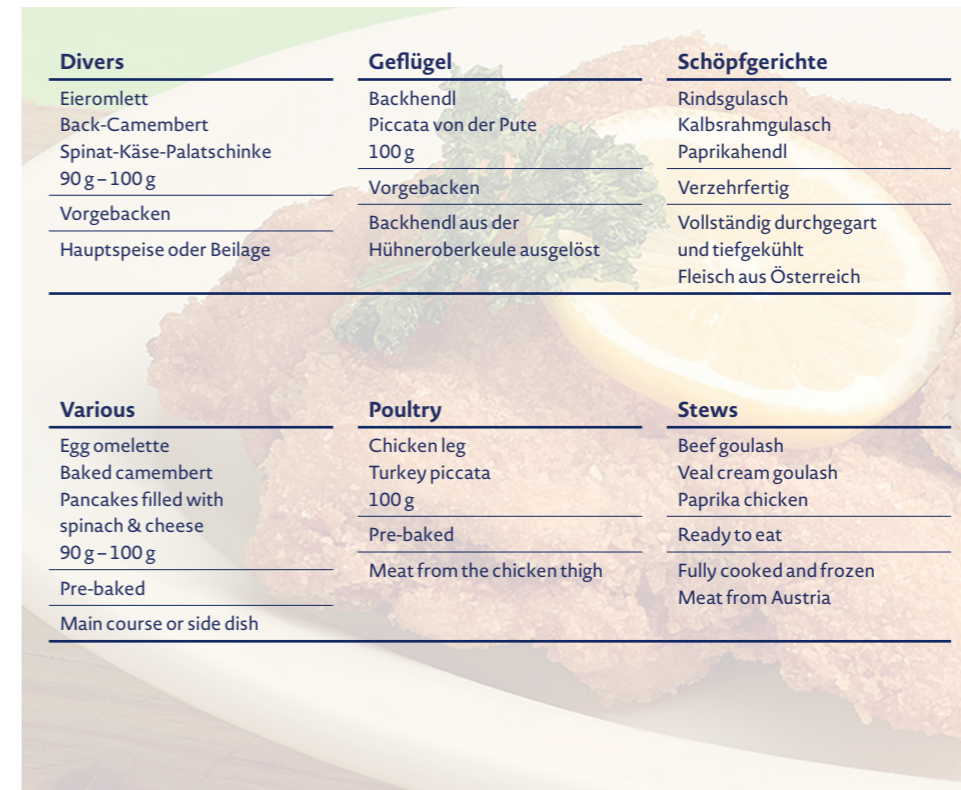 Divers
Eieromlett
Back-Camembert
Spinat-Käse-Palatschinke
90 g – 100 g
Vorgebacken
Hauptspeise oder Beilage
Geflügel
Backhendl
Piccata von der Pute
100 g
Vorgebacken
Backhendl aus der
Hühneroberkeule ausgelöst
Schöpfgerichte
Rindsgulasch
Kalbsrahmgulasch
Paprikahendl
Verzehrfertig
Vollständig durchgegart
und tiefgekühlt
Fleisch aus Österreich
Various
Egg omelette
Baked camembert
Pancakes filled with
spinach & cheese
90 g – 100 g
Pre-baked
Main course or side dish
Poultry
Chicken leg
Turkey piccata
100 g
Pre-baked
Meat from the chicken thigh
Stews
Beef goulash
Veal cream goulash
Paprika chicken
Ready to eat
Fully cooked and frozen
Meat from Austria